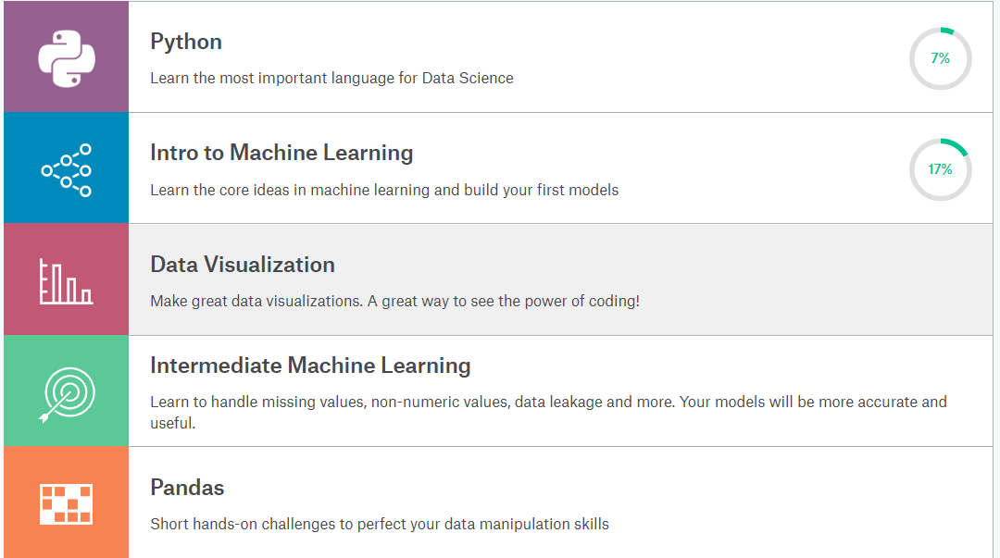 Python
Learn the most important language for Data Science
7%
Intro to Machine Learning
Learn the core ideas in machine learning and build your first models
17%
Data Visualization
Make great data visualizations. A great way to see the power of coding!
Intermediate Machine Learning
Learn to handle missing values, non-numeric values, data leakage and more. Your models will be more accurate and
useful.
Pandas
Short hands-on challenges to perfect your data manipulation skills